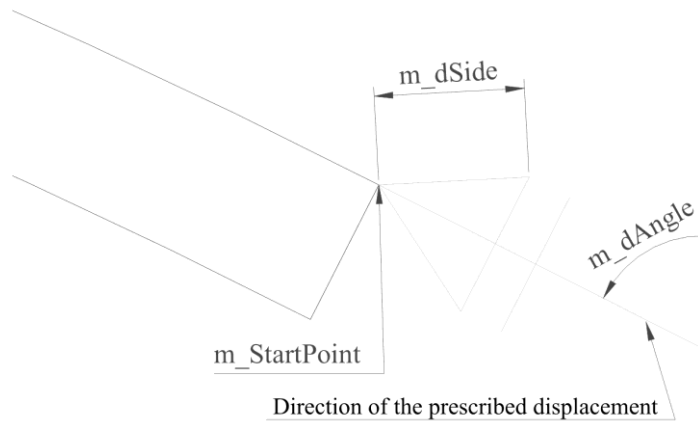 m_dSide
m_dAngle
m_StartPoint
Direction of the prescribed displacement